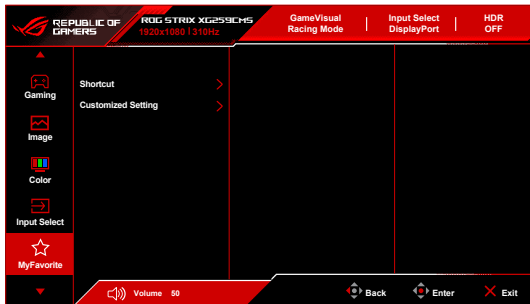 REPUBLIC OF
GAMERS
ROG STRIX XG259CMS
1920x1080 | 310Hz
GameVisual
Racing Mode
Input Select
DisplayPort
HDR
OFF
Gaming
Image
Color
Input Select
MyFavorite
Shortcut
Customized Setting
Volume 50
Back
Enter
Exit